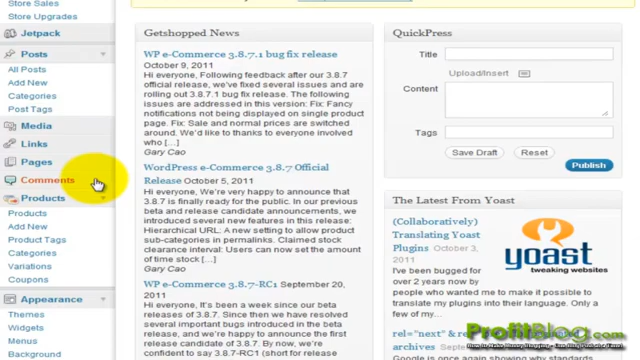 Store Sales
Store Upgrades
Jetpack
Posts
All Posts
Add New
Categories
Post Tags
Media
Links
Pages
Comments
Products
Products
Add New
Product Tags
Categories
Variations
Coupons
Appearance
Themes
Widgets
Menus
Background
Getshopped News
WP e-Commerce 3.8.7.1 bug fix release
October 9, 2011
Hi everyone, Following feedback after our 3.8.7
official release, we've fixed several issues and are
rolling out 3.8.7.1 bug fix release. The following
issues are addressed in this version: Fix: Fancy
notifications not being displayed on single product
page. Fix: Sale and normal prices are switched
around. We'd like to thanks to everyone involved
who [...]
Gary Cao
WordPress e-Commerce 3.8.7 Official
Release October 5, 2011
Hi everyone, We're very happy to announce that
3.8.7 is finally ready for the public. In our previous
beta and release candidate announcements, we
introduced several new features in this release:
Hierarchical URL: A new setting to allow product
sub-categories in permalinks. Claimed stock
clearance interval: Users can now set the amount
of time stock [...]
Gary Cao
WP e-Commerce 3.8.7-RC1 September 20,
2011
Hi everyone, It's been a week since our beta
releases of 3.8.7. Since then we've resolved
several important bugs introduced in the beta
release, and we're happy to announce the first
release candidate of 3.8.7. By now, we're
confident to say 3.8.7-RC1 (short for release
QuickPress
Title
Upload/Insert
Content
Tags
Save Draft
Reset
Publish
The Latest From Yoast
(Collaboratively)
Translating Yoast
Plugins October 3,
2011
I've been bugged for
over 2 years now by
people who wanted me to make it possible to
translate my plugins into their language. Only a
few of my...
yoast
tweaking websites
rel="next" & re
archives Septem
Google is once again asking us to assist them in
ProfitBlog.com